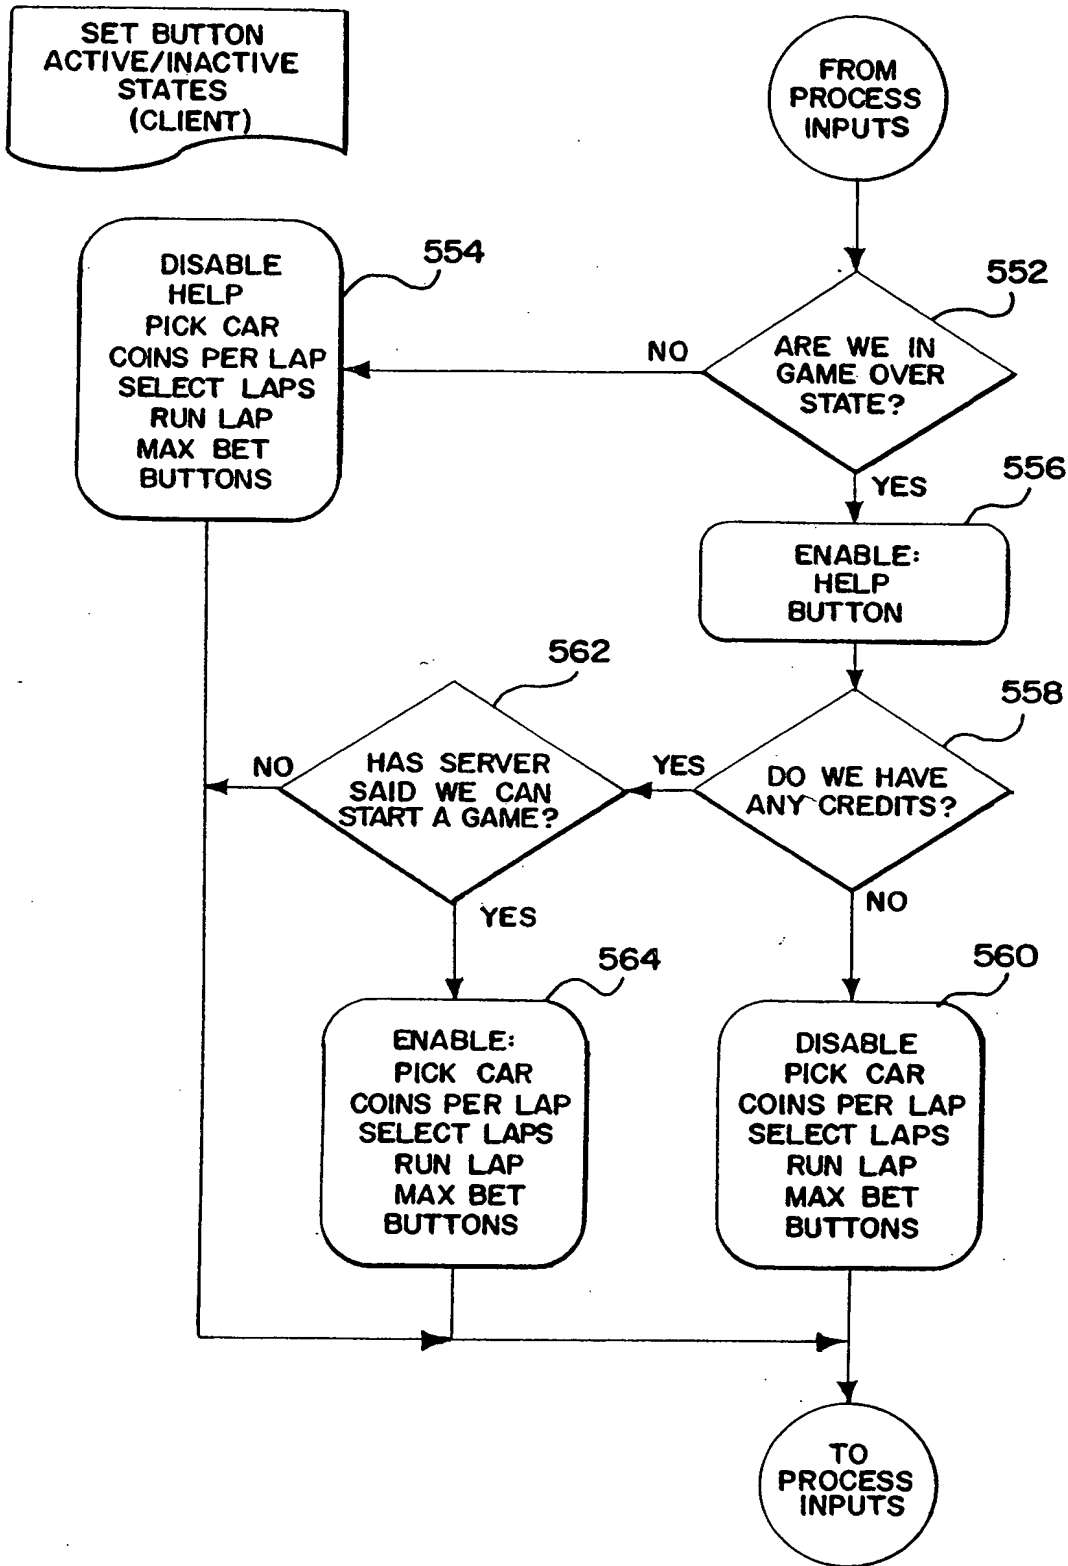 SET BUTTON
ACTIVE/INACTIVE
STATES
(CLIENT)
FROM
PROCESS
INPUTS
554
DISABLE
HELP
PICK CAR
COINS PER LAP
SELECT LAPS
RUN LAP
MAX BET
BUTTONS
552
NO
ARE WE IN
GAME OVER
STATE?
YES
556
ENABLE:
HELP
BUTTON
562
NO
HAS SERVER
SAID WE CAN
START A GAME?
YES
558
YES
DO WE HAVE
ANY CREDITS?
NO
564
ENABLE:
PICK CAR
COINS PER LAP
SELECT LAPS
RUN LAP
MAX BET
BUTTONS
560
DISABLE
PICK CAR
COINS PER LAP
SELECT LAPS
RUN LAP
MAX BET
BUTTONS
TO
PROCESS
INPUTS